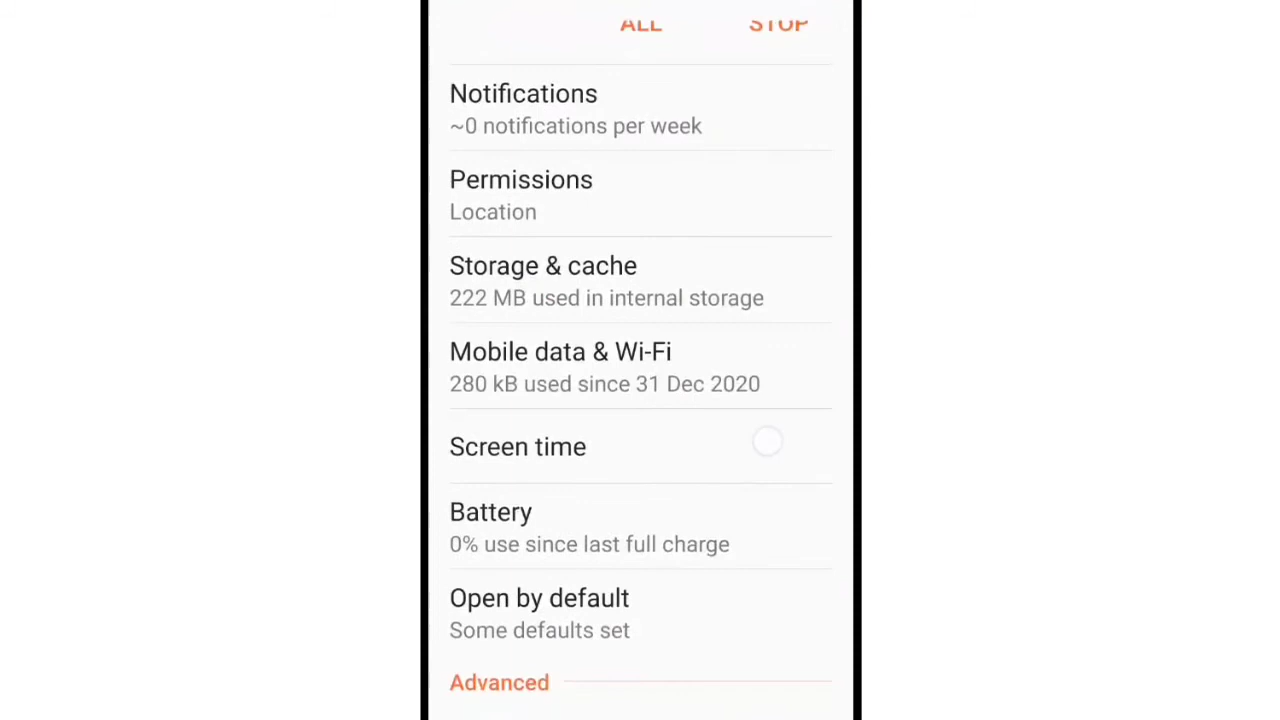 ALL STOP
Notifications
~0 notifications per week
Permissions
Location
Storage & cache
222 MB used in internal storage
Mobile data & Wi-Fi
280 kB used since 31 Dec 2020
Screen time
Battery
0% use since last full charge
Open by default
Some defaults set
Advanced